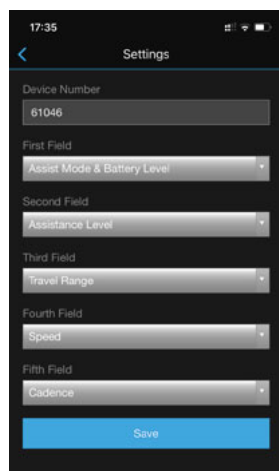 17:35
Settings
Device Number
61046
First Field
Assist Mode & Battery Level
Second Field
Assistance Level
Third Field
Travel Range
Fourth Field
Speed
Fifth Field
Cadence
Save